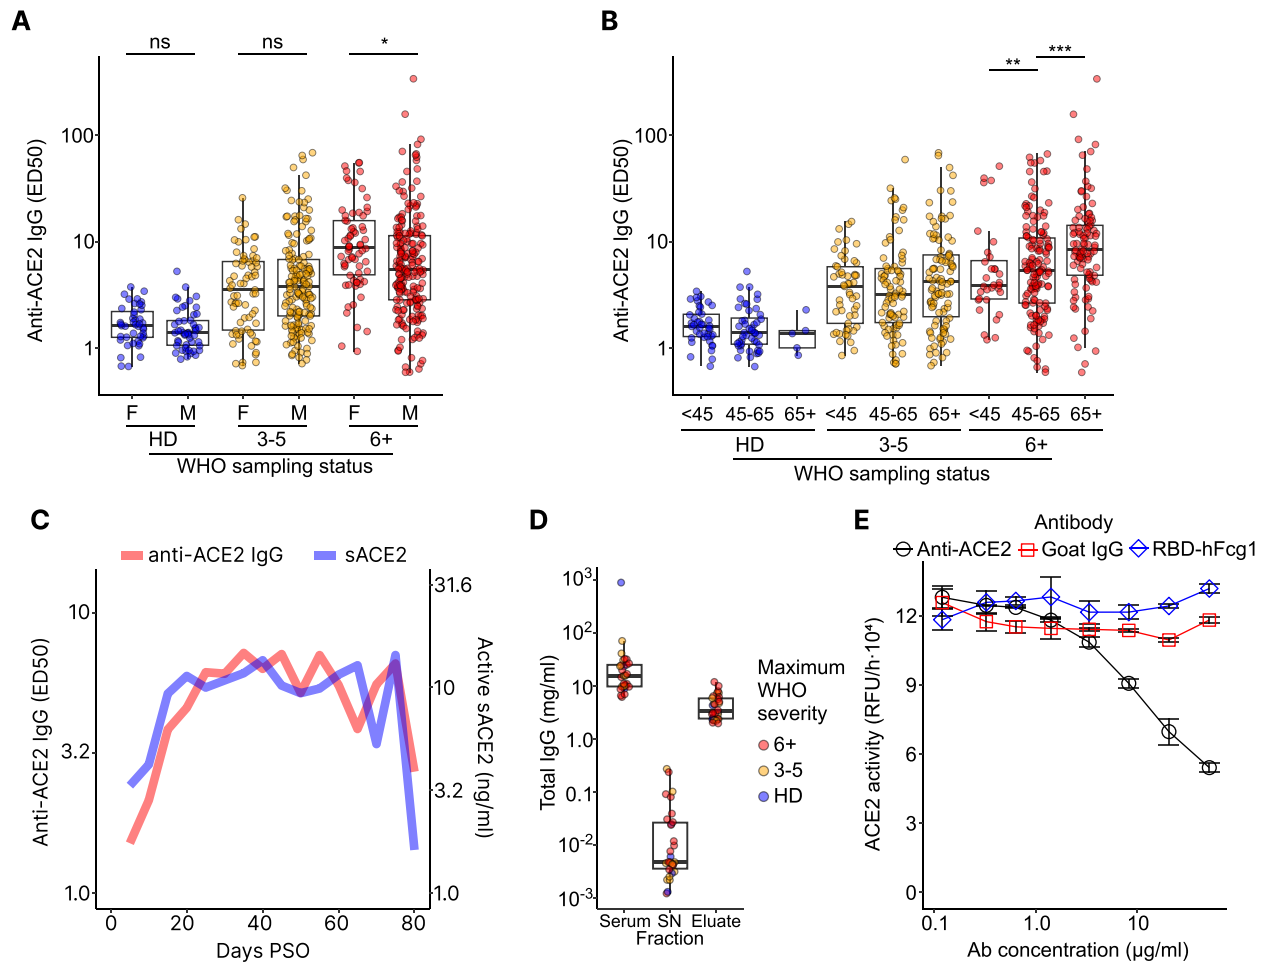 A
ns
ns
*
Anti-ACE2 IgG (ED50)
100
10
1
F
M
F
M
F
M
HD
3-5
6+
WHO sampling status
B
**
***
Anti-ACE2 IgG (ED50)
100
10
1
<45
45-65
65+
<45
45-65
65+
<45
45-65
65+
HD
3-5
6+
WHO sampling status
C
anti-ACE2 IgG
sACE2
Anti-ACE2 IgG (ED50)
10
3.2
1.0
31.6
10
3.2
1.0
Active sACE2 (ng/ml)
0
20
40
60
80
Days PSO
D
Total IgG (mg/ml)
10³
10²
10
1.0
0.1
10⁻²
10⁻³
Serum
SN
Eluate
Fraction
Maximum
WHO
severity
6+
3-5
HD
E
Antibody
Anti-ACE2
Goat IgG
RBD-hFcg1
ACE2 activity (RFU/h·10⁴)
12
9
6
3
0
0.1
1.0
10
Ab concentration (µg/ml)